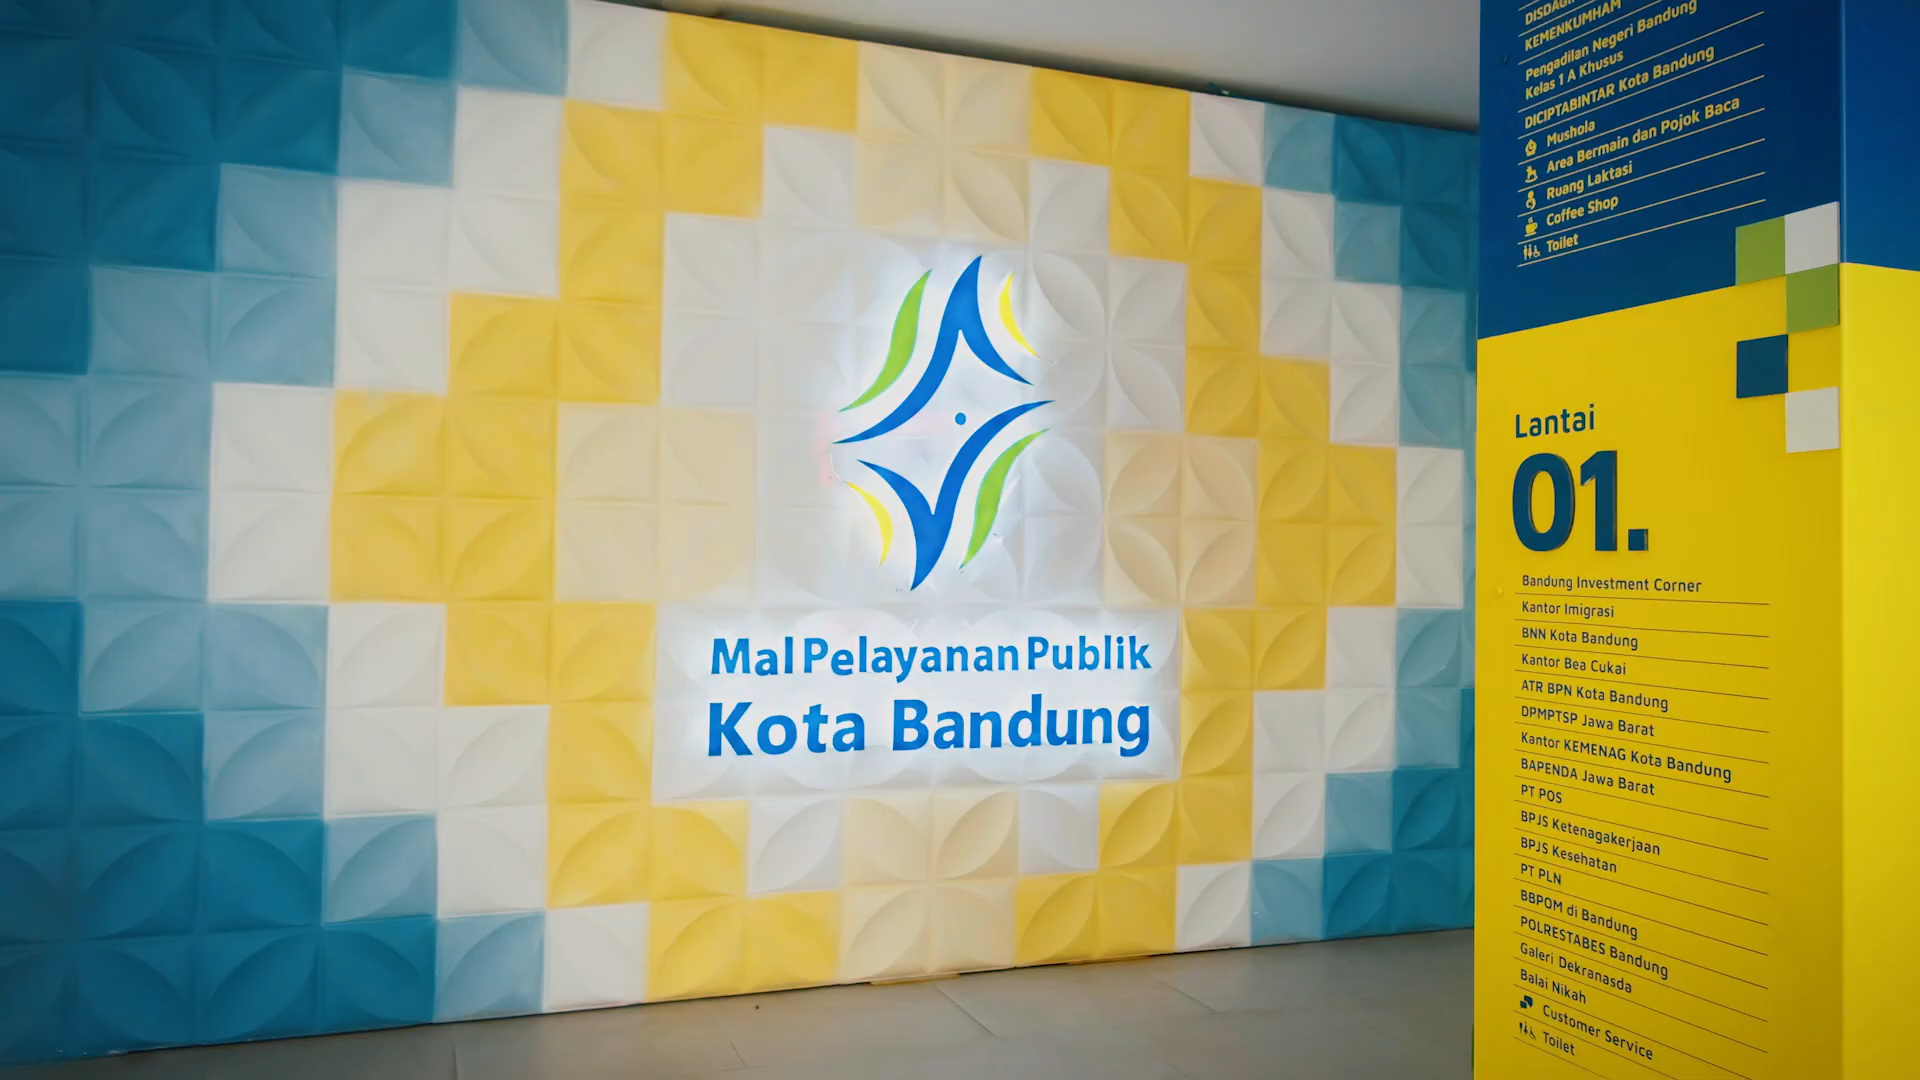 Mal Pelayanan Publik
Kota Bandung
KEMENKUMHAM
Pengadilan Negeri Bandung
Kelas 1 A Khusus
DICIPTABINTAR Kota Bandung
Mushola
Area Bermain dan Pojok Baca
Ruang Laktasi
Coffee Shop
Toilet
Lantai
01.
Bandung Investment Corner
Kantor Imigrasi
BNN Kota Bandung
Kantor Bea Cukai
ATR BPN Kota Bandung
DPMPTSP Jawa Barat
Kantor KEMENAG Kota Bandung
BAPENDA Jawa Barat
PT POS
BPJS Ketenagakerjaan
BPJS Kesehatan
PT PLN
BBPOM di Bandung
POLRESTABES Bandung
Galeri Dekranasda
Balai Nikah
Customer Service
Toilet